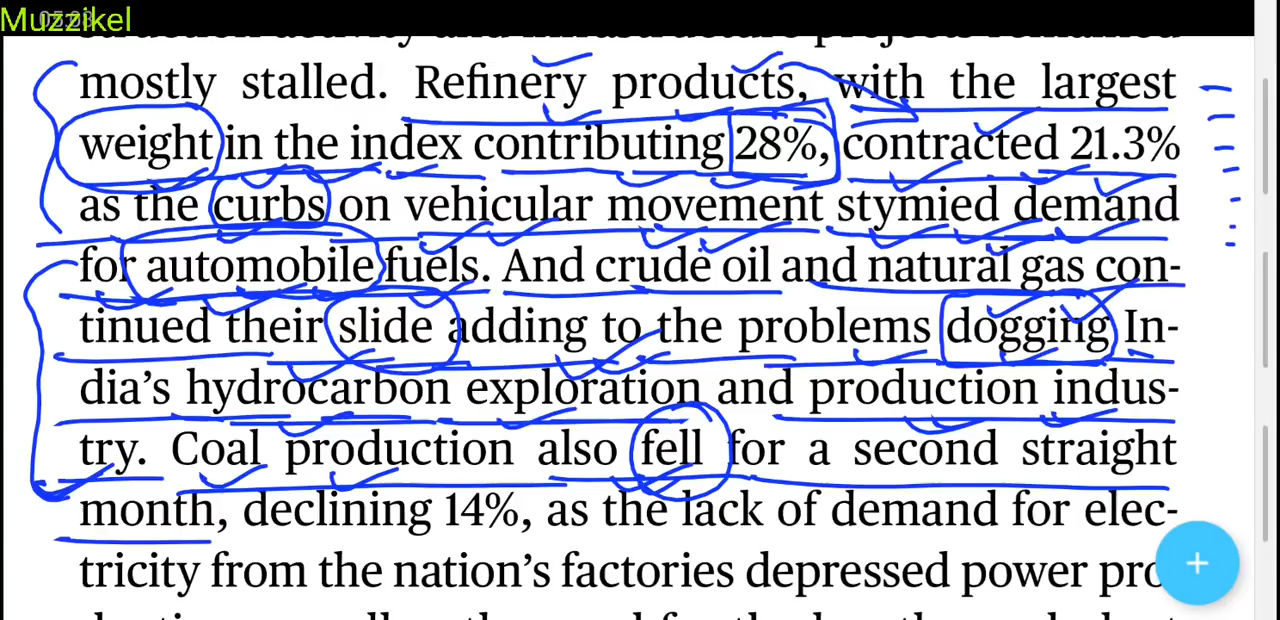 Muzzikel
mostly stalled. Refinery products, with the largest
weight in the index contributing 28%, contracted 21.3%
as the curbs on vehicular movement stymied demand
for automobile fuels. And crude oil and natural gas con-
tinued their slide adding to the problems dogging In-
dia’s hydrocarbon exploration and production indus-
try. Coal production also fell for a second straight
month, declining 14%, as the lack of demand for elec-
tricity from the nation’s factories depressed power pro